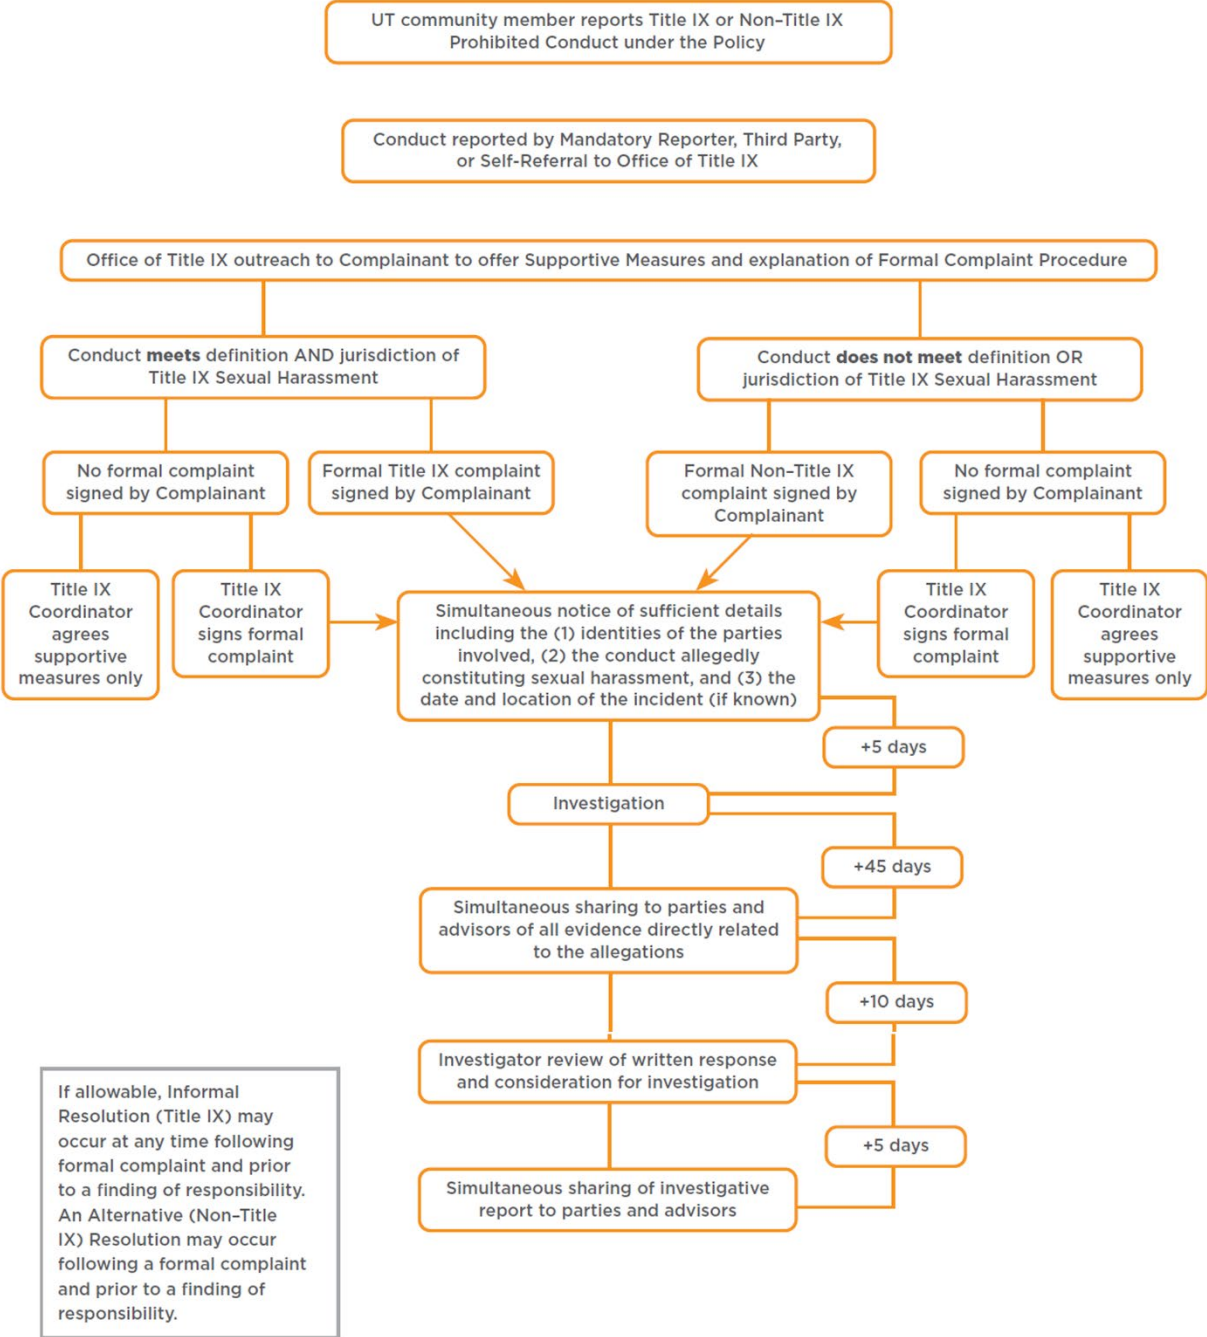 UT community member reports Title IX or Non–Title IX
Prohibited Conduct under the Policy
Conduct reported by Mandatory Reporter, Third Party,
or Self-Referral to Office of Title IX
Office of Title IX outreach to Complainant to offer Supportive Measures and explanation of Formal Complaint Procedure
Conduct meets definition AND jurisdiction of
Title IX Sexual Harassment
Conduct does not meet definition OR
jurisdiction of Title IX Sexual Harassment
No formal complaint
signed by Complainant
Formal Title IX complaint
signed by Complainant
Formal Non–Title IX
complaint signed by
Complainant
No formal complaint
signed by Complainant
Title IX
Coordinator
agrees
supportive
measures only
Title IX
Coordinator
signs formal
complaint
Simultaneous notice of sufficient details
including the (1) identities of the parties
involved, (2) the conduct allegedly
constituting sexual harassment, and (3) the
date and location of the incident (if known)
Title IX
Coordinator
signs formal
complaint
Title IX
Coordinator
agrees
supportive
measures only
+5 days
Investigation
+45 days
Simultaneous sharing to parties and
advisors of all evidence directly related
to the allegations
+10 days
Investigator review of written response
and consideration for investigation
+5 days
Simultaneous sharing of investigative
report to parties and advisors
If allowable, Informal
Resolution (Title IX) may
occur at any time following
formal complaint and prior
to a finding of responsibility.
An Alternative (Non–Title
IX) Resolution may occur
following a formal complaint
and prior to a finding of
responsibility.